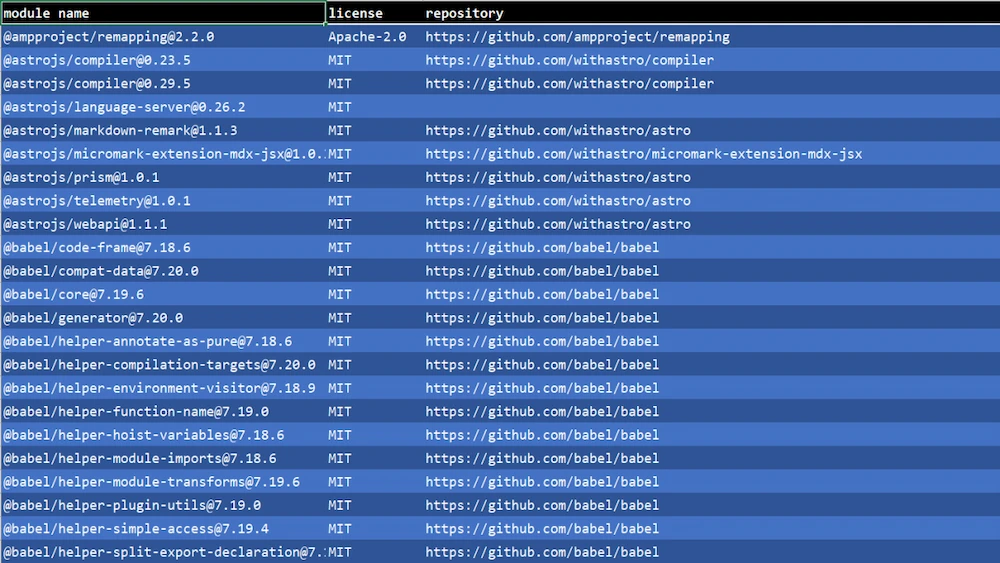 module name license repository
@ampproject/remapping@2.2.0 Apache-2.0 https://github.com/ampproject/remapping
@astrojs/compiler@0.23.5 MIT https://github.com/withastro/compiler
@astrojs/compiler@0.29.5 MIT https://github.com/withastro/compiler
@astrojs/language-server@0.26.2 MIT
@astrojs/markdown-remark@1.1.3 MIT https://github.com/withastro/astro
@astrojs/micromark-extension-mdx-jsx@1.0. MIT https://github.com/withastro/micromark-extension-mdx-jsx
@astrojs/prism@1.0.1 MIT https://github.com/withastro/astro
@astrojs/telemetry@1.0.1 MIT https://github.com/withastro/astro
@astrojs/webapi@1.1.1 MIT https://github.com/withastro/astro
@babel/code-frame@7.18.6 MIT https://github.com/babel/babel
@babel/compat-data@7.20.0 MIT https://github.com/babel/babel
@babel/core@7.19.6 MIT https://github.com/babel/babel
@babel/generator@7.20.0 MIT https://github.com/babel/babel
@babel/helper-annotate-as-pure@7.18.6 MIT https://github.com/babel/babel
@babel/helper-compilation-targets@7.20.0 MIT https://github.com/babel/babel
@babel/helper-environment-visitor@7.18.9 MIT https://github.com/babel/babel
@babel/helper-function-name@7.19.0 MIT https://github.com/babel/babel
@babel/helper-hoist-variables@7.18.6 MIT https://github.com/babel/babel
@babel/helper-module-imports@7.18.6 MIT https://github.com/babel/babel
@babel/helper-module-transforms@7.19.6 MIT https://github.com/babel/babel
@babel/helper-plugin-utils@7.19.0 MIT https://github.com/babel/babel
@babel/helper-simple-access@7.19.4 MIT https://github.com/babel/babel
@babel/helper-split-export-declaration@7. MIT https://github.com/babel/babel